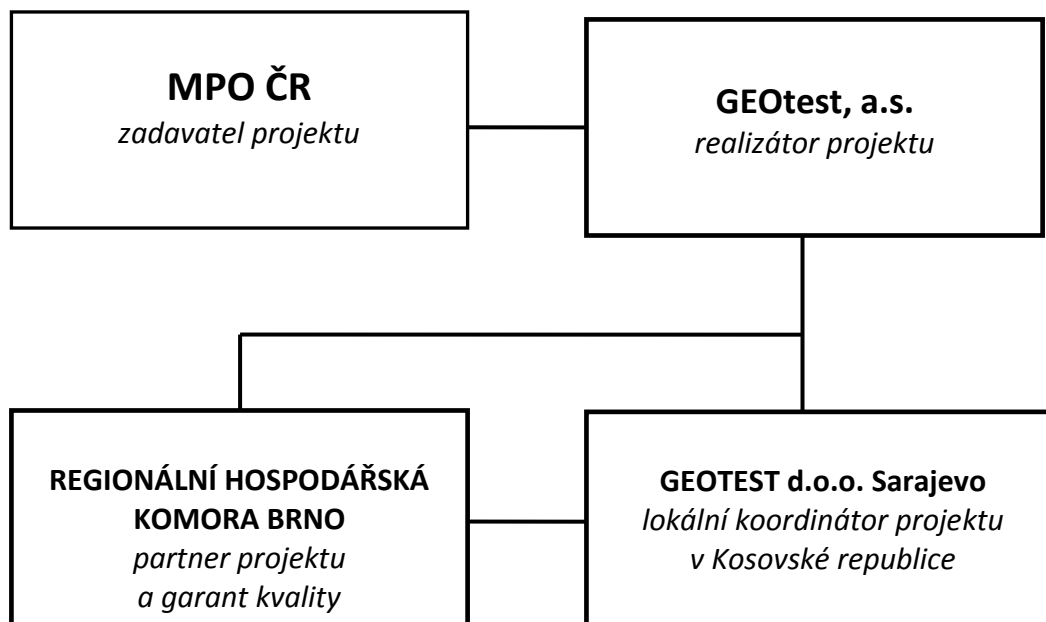 MPO ČR
zadavatel projektu
GEOtest, a.s.
realizátor projektu
REGIONÁLNÍ HOSPODÁŘSKÁ
KOMORA BRNO
partner projektu
a garant kvality
GEOTEST d.o.o. Sarajevo
lokální koordinátor projektu
v Kosovské republice